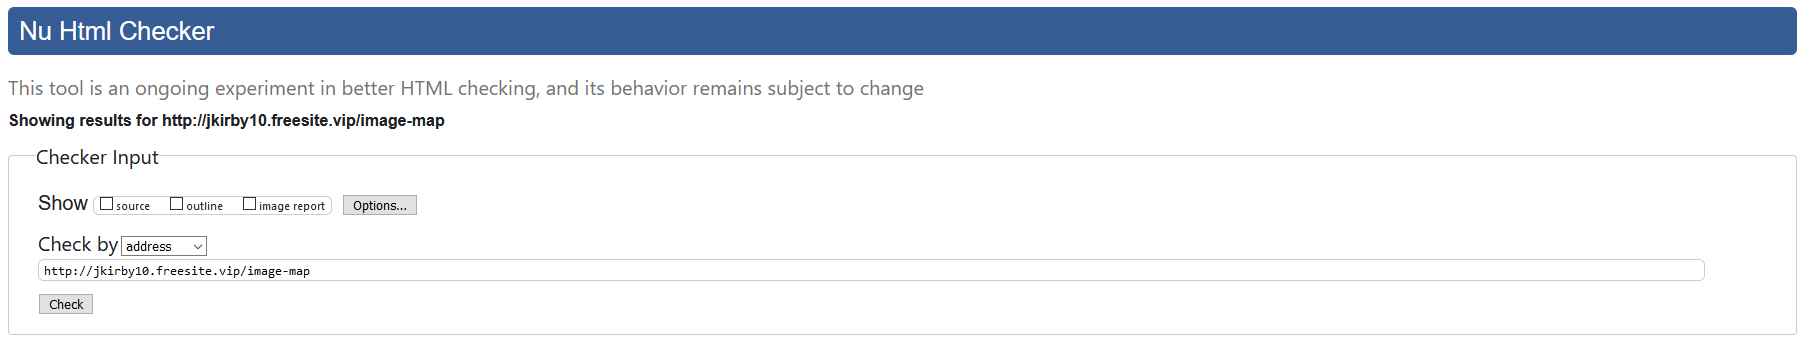 Nu Html Checker
This tool is an ongoing experiment in better HTML checking, and its behavior remains subject to change
Showing results for http://jkirby10.freesite.vip/image-map
Checker Input
Show source outline image report Options...
Check by address
http://jkirby10.freesite.vip/image-map
Check